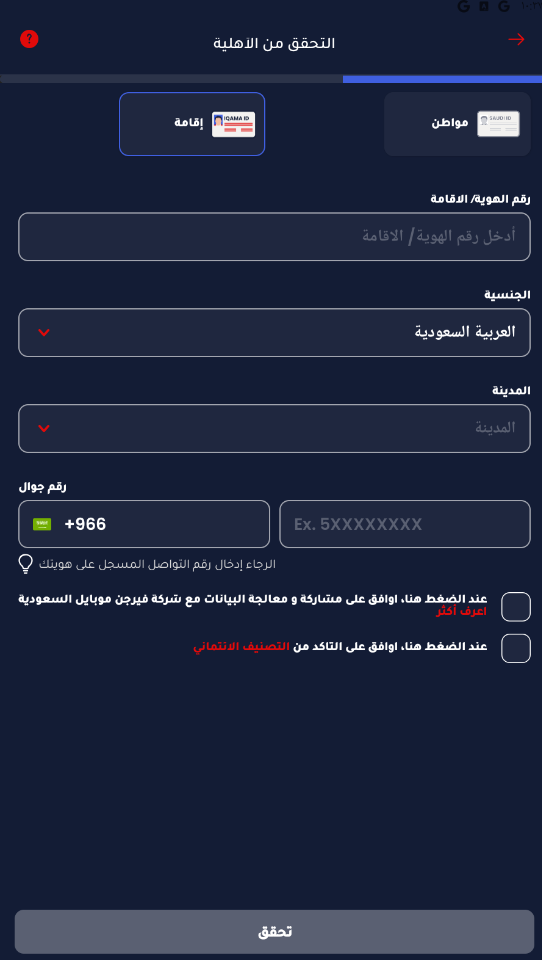 التحقق من الأهلية
مواطن
SAUDI ID
إقامة
IQAMA ID
رقم الهوية/ الاقامة
أدخل رقم الهوية/ الاقامة
الجنسية
العربية السعودية
المدينة
المدينة
رقم جوال
+966
Ex. 5XXXXXXXX
الرجاء إدخال رقم التواصل المسجل على هويتك
عند الضغط هنا، اوافق على مشاركة و معالجة البيانات مع شركة فيرجن موبايل السعودية
اعرف أكثر
عند الضغط هنا، اوافق على التاكد من التصنيف الائتماني
تحقق